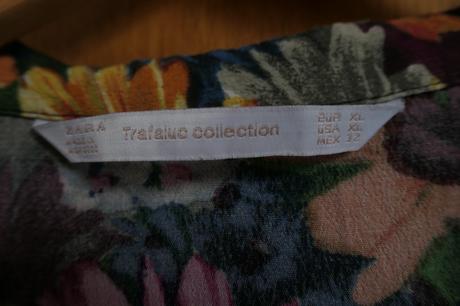 ZARA
Trafaluc collection
EUR XL
USA XL
MEX 32